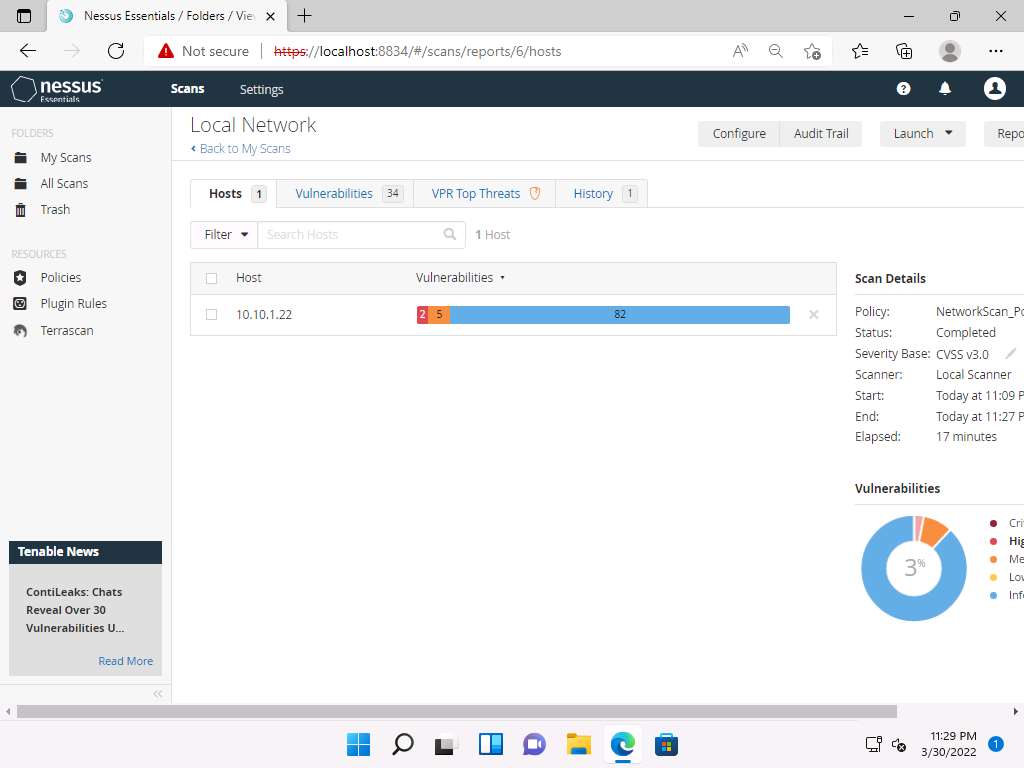 Nessus Essentials / Folders / Vie
Not secure
https://localhost:8834/#/scans/reports/6/hosts
nessus
Essentials
Scans
Settings
FOLDERS
My Scans
All Scans
Trash
RESOURCES
Policies
Plugin Rules
Terrascan
Tenable News
ContiLeaks: Chats
Reveal Over 30
Vulnerabilities U...
Read More
Local Network
Back to My Scans
Configure
Audit Trail
Launch
Repo
Hosts 1
Vulnerabilities 34
VPR Top Threats
History 1
Filter
Search Hosts
1 Host
Host
Vulnerabilities
10.10.1.22
2
5
82
Scan Details
Policy: NetworkScan_Po
Status: Completed
Severity Base: CVSS v3.0
Scanner: Local Scanner
Start: Today at 11:09 P
End: Today at 11:27 P
Elapsed: 17 minutes
Vulnerabilities
3%
Cri
Hig
Me
Lov
Inf
11:29 PM
3/30/2022
1